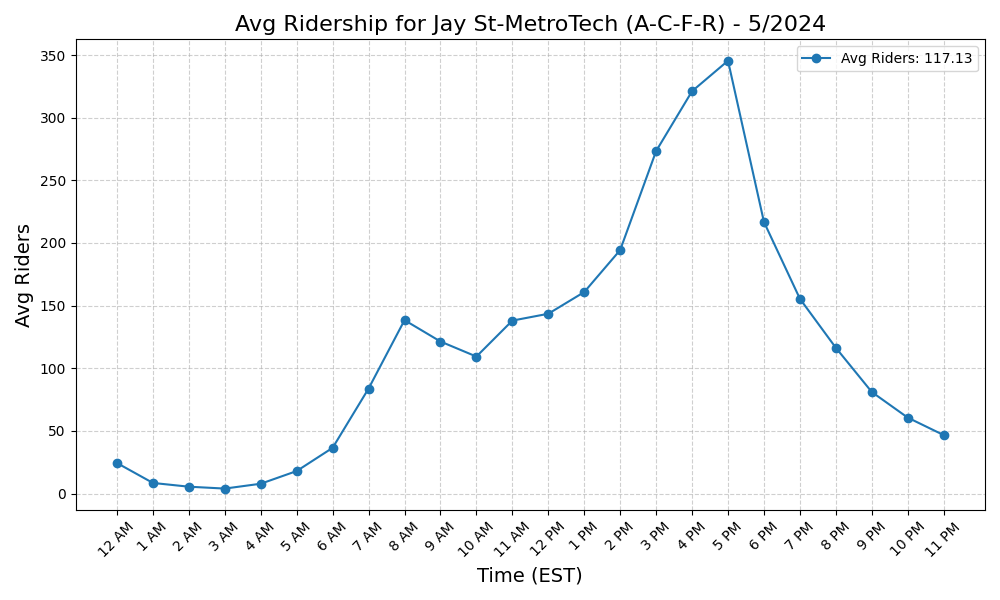 Avg Ridership for Jay St-MetroTech (A-C-F-R) - 5/2024
Avg Riders: 117.13
Avg Riders
350
300
250
200
150
100
50
0
12 AM
1 AM
2 AM
3 AM
4 AM
5 AM
6 AM
7 AM
8 AM
9 AM
10 AM
11 AM
12 PM
1 PM
2 PM
3 PM
4 PM
5 PM
6 PM
7 PM
8 PM
9 PM
10 PM
11 PM
Time (EST)